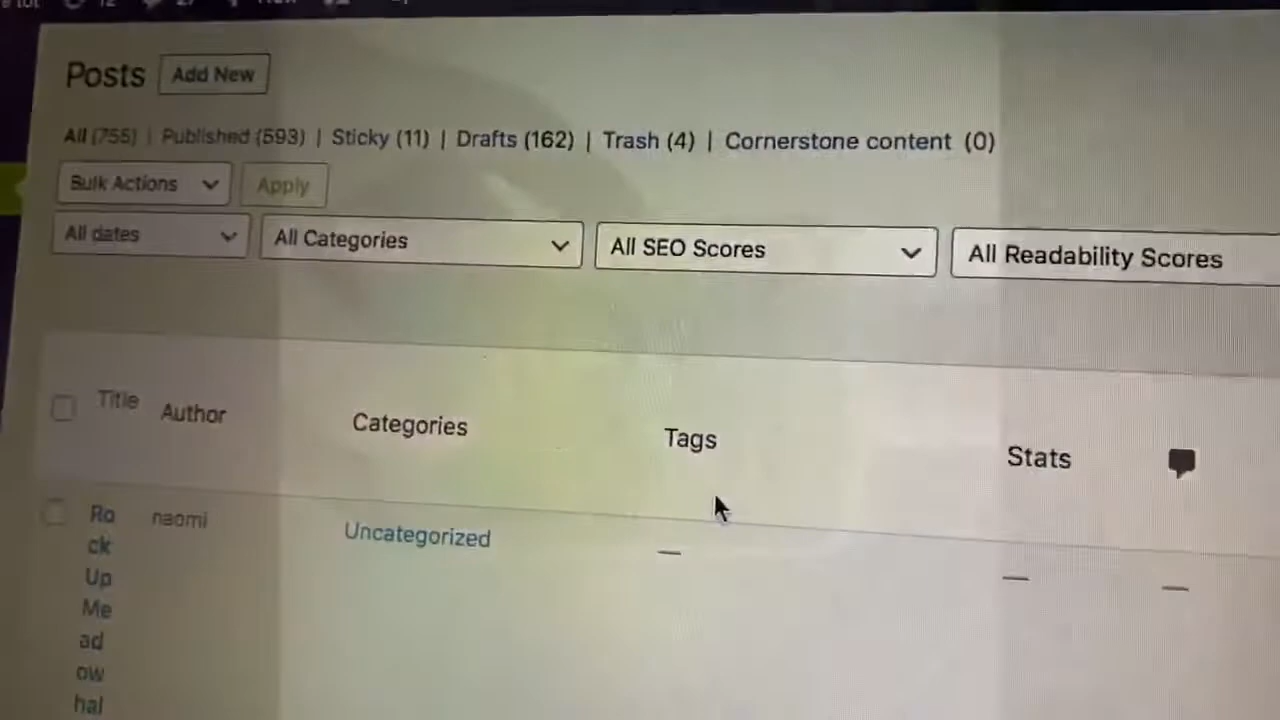 Posts Add New
All (755) | Published (593) | Sticky (11) | Drafts (162) | Trash (4) | Cornerstone content (0)
Bulk Actions Apply
All dates All Categories All SEO Scores All Readability Scores
Title Author Categories Tags Stats
Ro naomi Uncategorized — — —
ck
Up
Me
ad
ow
hal